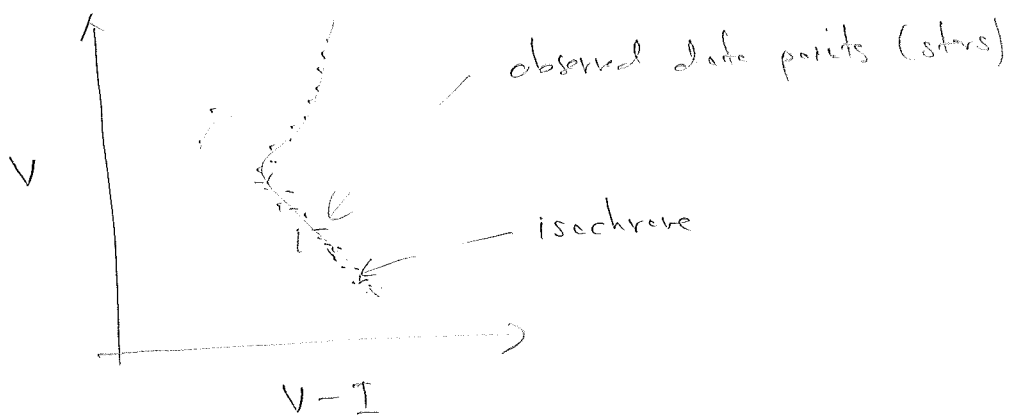 observed data points (stars)
V
isochrone
V - I